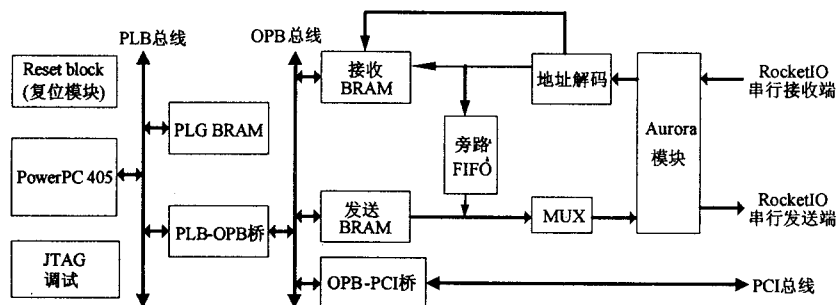 PLB总线
OPB总线
Reset block
(复位模块)
接收
BRAM
地址解码
RocketIO
串行接收端
PLG BRAM
Aurora
模块
PowerPC 405
旁路
FIFO
PLB-OPB桥
发送
BRAM
MUX
RocketIO
串行发送端
JTAG
调试
OPB-PCI桥
PCI总线